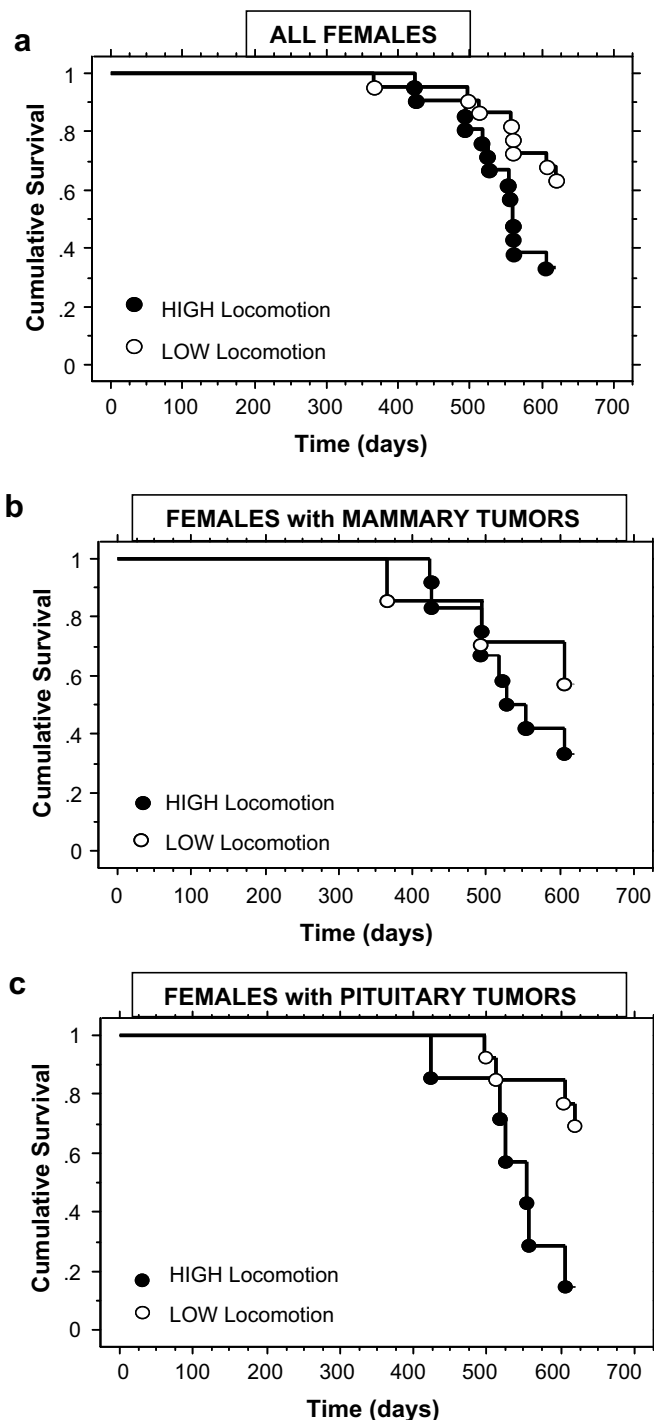 a
ALL FEMALES
1
.8
.6
.4
.2
0
Cumulative Survival
HIGH Locomotion
LOW Locomotion
0 100 200 300 400 500 600 700
Time (days)
b
FEMALES with MAMMARY TUMORS
1
.8
.6
.4
.2
0
Cumulative Survival
HIGH Locomotion
LOW Locomotion
0 100 200 300 400 500 600 700
Time (days)
c
FEMALES with PITUITARY TUMORS
1
.8
.6
.4
.2
0
Cumulative Survival
HIGH Locomotion
LOW Locomotion
0 100 200 300 400 500 600 700
Time (days)